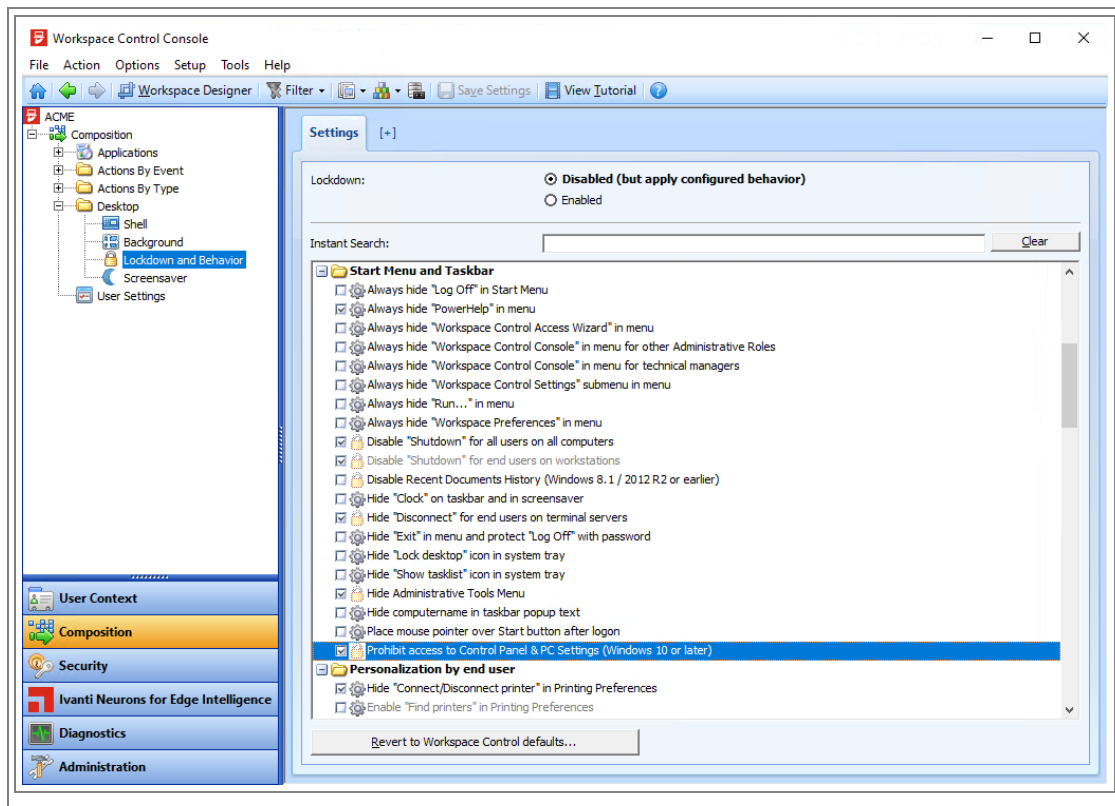 Workspace Control Console
File Action Options Setup Tools Help
Workspace Designer Filter Save Settings View Tutorial
ACME
Composition
Applications
Actions By Event
Actions By Type
Desktop
Shell
Background
Lockdown and Behavior
Screensaver
User Settings
User Context
Composition
Security
Ivanti Neurons for Edge Intelligence
Diagnostics
Administration
Settings [+]
Lockdown: Disabled (but apply configured behavior)
Enabled
Instant Search: Clear
Start Menu and Taskbar
Always hide "Log Off" in Start Menu
Always hide "PowerHelp" in menu
Always hide "Workspace Control Access Wizard" in menu
Always hide "Workspace Control Console" in menu for other Administrative Roles
Always hide "Workspace Control Console" in menu for technical managers
Always hide "Workspace Control Settings" submenu in menu
Always hide "Run..." in menu
Always hide "Workspace Preferences" in menu
Disable "Shutdown" for all users on all computers
Disable "Shutdown" for end users on workstations
Disable Recent Documents History (Windows 8.1 / 2012 R2 or earlier)
Hide "Clock" on taskbar and in screensaver
Hide "Disconnect" for end users on terminal servers
Hide "Exit" in menu and protect "Log Off" with password
Hide "Lock desktop" icon in system tray
Hide "Show tasklist" icon in system tray
Hide Administrative Tools Menu
Hide computername in taskbar popup text
Place mouse pointer over Start button after logon
Prohibit access to Control Panel & PC Settings (Windows 10 or later)
Personalization by end user
Hide "Connect/Disconnect printer" in Printing Preferences
Enable "Find printers" in Printing Preferences
Revert to Workspace Control defaults...